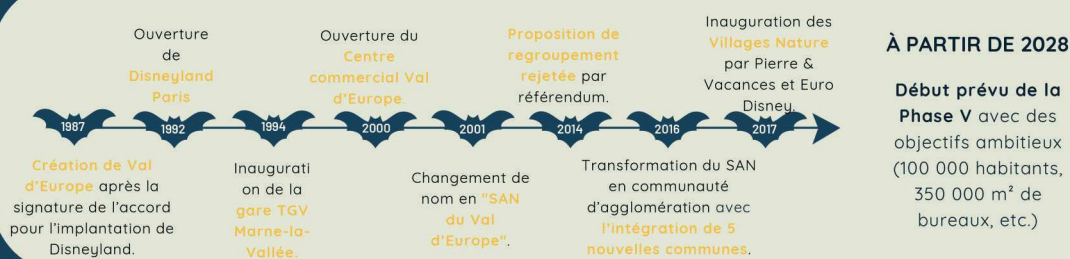 Création de Val
d'Europe après la
signature de l'accord
pour l'implantation de
Disneyland.
1987
Ouverture
de
Disneyland
Paris
1992
1994
Inaugurati
on de la
gare TGV
Marne-la-
Vallée.
Ouverture du
Centre
commercial Val
d'Europe.
2000
2001
Changement de
nom en "SAN
du Val
d'Europe".
Proposition de
regroupement
rejetée par
référendum.
2014
2016
Transformation du SAN
en communauté
d'agglomération avec
l'intégration de 5
nouvelles communes.
Inauguration des
Villages Nature
par Pierre &
Vacances et Euro
Disney.
2017
À PARTIR DE 2028
Début prévu de la
Phase V avec des
objectifs ambitieux
(100 000 habitants,
350 000 m² de
bureaux, etc.)